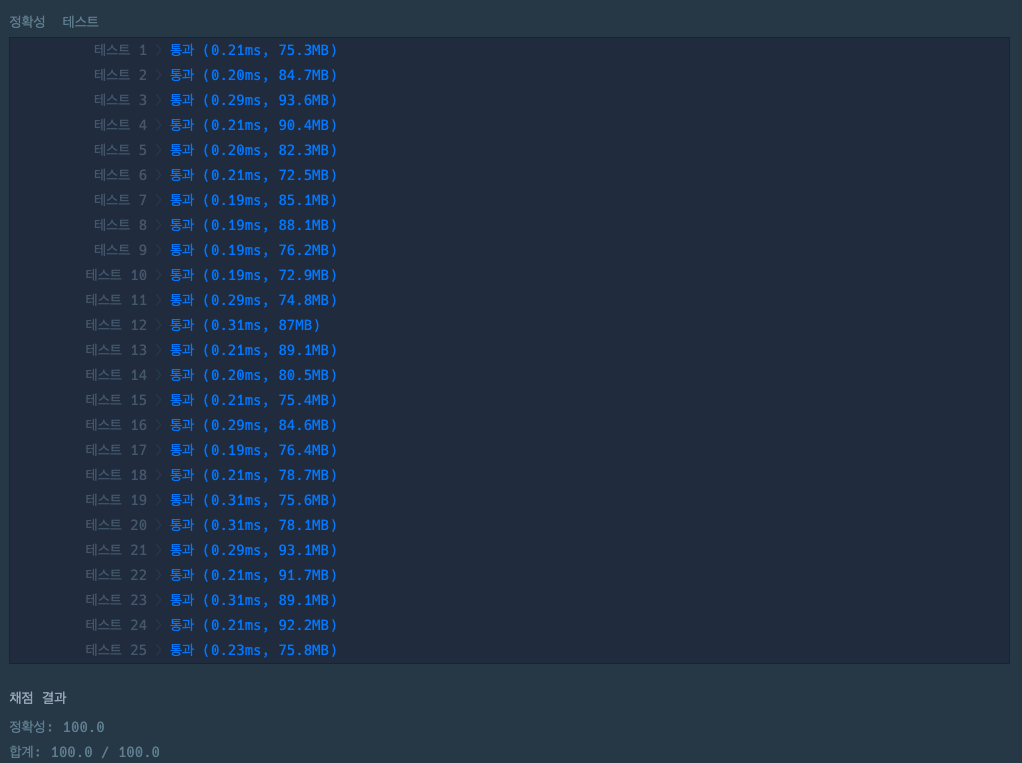 정확성 테스트
테스트 1 〉 통과 (0.21ms, 75.3MB)
테스트 2 〉 통과 (0.20ms, 84.7MB)
테스트 3 〉 통과 (0.29ms, 93.6MB)
테스트 4 〉 통과 (0.21ms, 90.4MB)
테스트 5 〉 통과 (0.20ms, 82.3MB)
테스트 6 〉 통과 (0.21ms, 72.5MB)
테스트 7 〉 통과 (0.19ms, 85.1MB)
테스트 8 〉 통과 (0.19ms, 88.1MB)
테스트 9 〉 통과 (0.19ms, 76.2MB)
테스트 10 〉 통과 (0.19ms, 72.9MB)
테스트 11 〉 통과 (0.29ms, 74.8MB)
테스트 12 〉 통과 (0.31ms, 87MB)
테스트 13 〉 통과 (0.21ms, 89.1MB)
테스트 14 〉 통과 (0.20ms, 80.5MB)
테스트 15 〉 통과 (0.21ms, 75.4MB)
테스트 16 〉 통과 (0.29ms, 84.6MB)
테스트 17 〉 통과 (0.19ms, 76.4MB)
테스트 18 〉 통과 (0.21ms, 78.7MB)
테스트 19 〉 통과 (0.31ms, 75.6MB)
테스트 20 〉 통과 (0.31ms, 78.1MB)
테스트 21 〉 통과 (0.29ms, 93.1MB)
테스트 22 〉 통과 (0.21ms, 91.7MB)
테스트 23 〉 통과 (0.31ms, 89.1MB)
테스트 24 〉 통과 (0.21ms, 92.2MB)
테스트 25 〉 통과 (0.23ms, 75.8MB)
채점 결과
정확성: 100.0
합계: 100.0 / 100.0